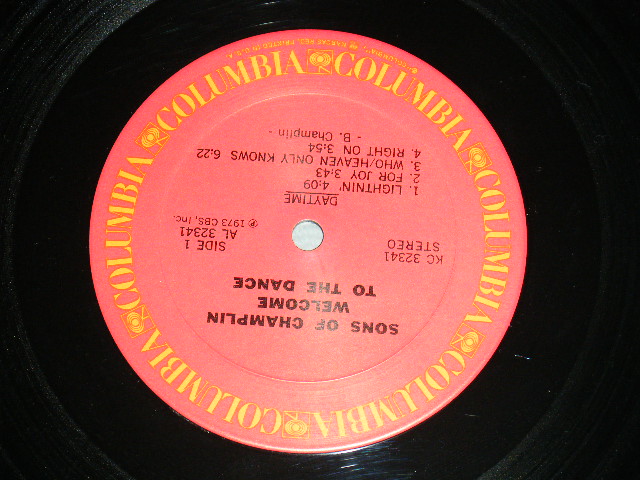 SONS OF CHAMPLIN
WELCOME
TO THE DANCE
STEREO
KC 32341
SIDE 1
AL 32341
℗ 1973 CBS, Inc.
DAYTIME
1. LIGHTNIN' 4:09
2. FOR JOY 3:43
3. WHO/HEAVEN ONLY KNOWS 6:22
4. RIGHT ON 3:54
- B. Champlin -
COLUMBIA COLUMBIA COLUMBIA COLUMBIA COLUMBIA COLUMBIA